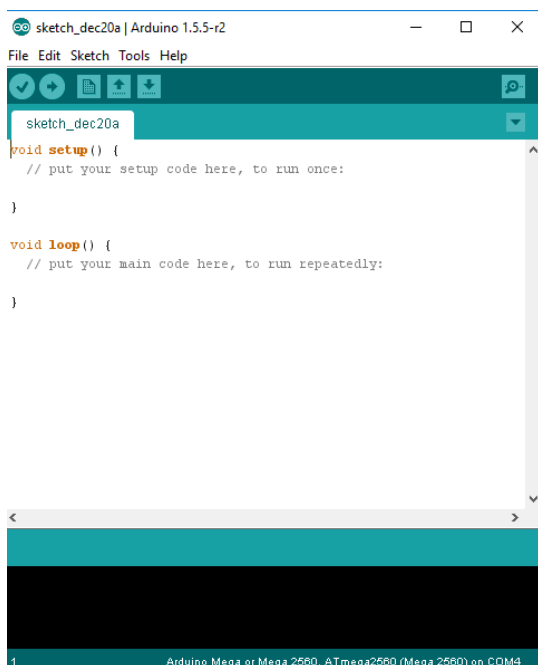 sketch_dec20a | Arduino 1.5.5-r2
File Edit Sketch Tools Help
sketch_dec20a
void setup() {
  // put your setup code here, to run once:
}
void loop() {
  // put your main code here, to run repeatedly:
}
1 Arduino Mega or Mega 2560, ATmega2560 (Mega 2560) on COM4